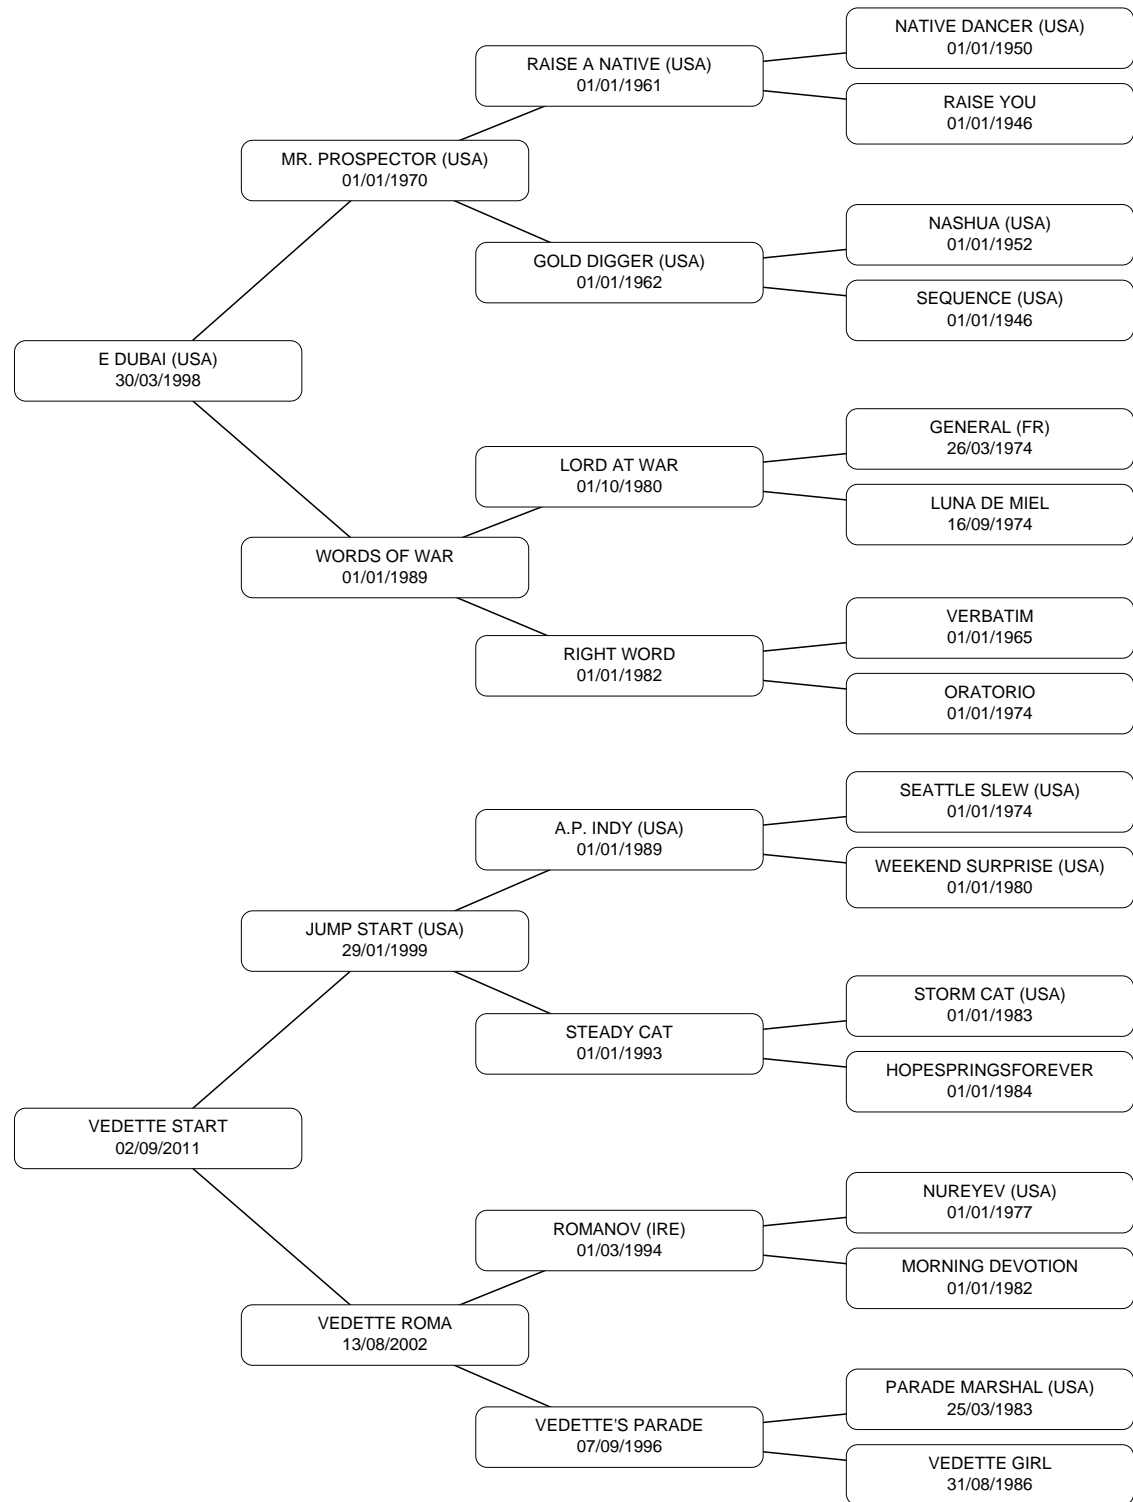 NATIVE DANCER (USA)
01/01/1950
RAISE A NATIVE (USA)
01/01/1961
RAISE YOU
01/01/1946
MR. PROSPECTOR (USA)
01/01/1970
NASHUA (USA)
01/01/1952
GOLD DIGGER (USA)
01/01/1962
SEQUENCE (USA)
01/01/1946
E DUBAI (USA)
30/03/1998
GENERAL (FR)
26/03/1974
LORD AT WAR
01/10/1980
LUNA DE MIEL
16/09/1974
WORDS OF WAR
01/01/1989
VERBATIM
01/01/1965
RIGHT WORD
01/01/1982
ORATORIO
01/01/1974
SEATTLE SLEW (USA)
01/01/1974
A.P. INDY (USA)
01/01/1989
WEEKEND SURPRISE (USA)
01/01/1980
JUMP START (USA)
29/01/1999
STORM CAT (USA)
01/01/1983
STEADY CAT
01/01/1993
HOPESPRINGSFOREVER
01/01/1984
VEDETTE START
02/09/2011
NUREYEV (USA)
01/01/1977
ROMANOV (IRE)
01/03/1994
MORNING DEVOTION
01/01/1982
VEDETTE ROMA
13/08/2002
PARADE MARSHAL (USA)
25/03/1983
VEDETTE'S PARADE
07/09/1996
VEDETTE GIRL
31/08/1986